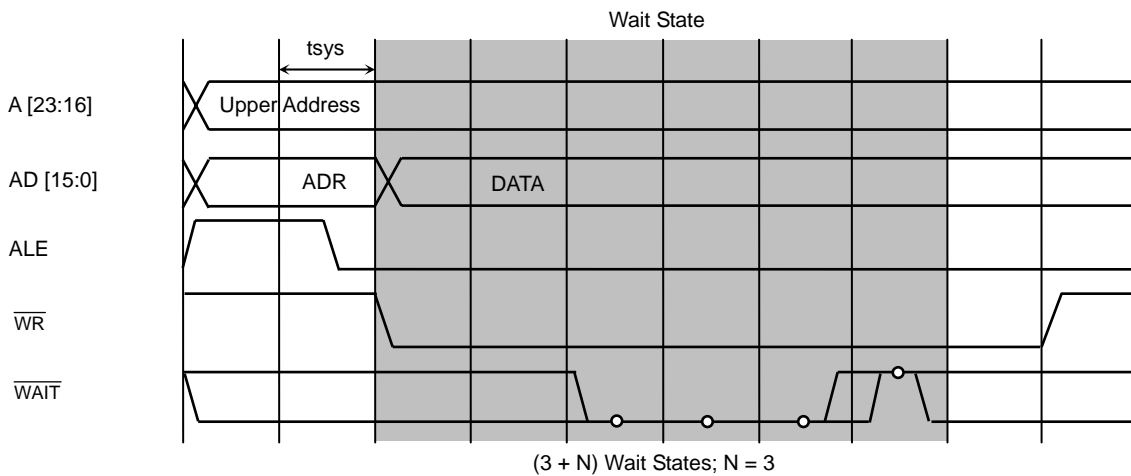 Wait State
tsys
A [23:16]
Upper Address
AD [15:0]
ADR
DATA
ALE
WR
WAIT
(3 + N) Wait States; N = 3